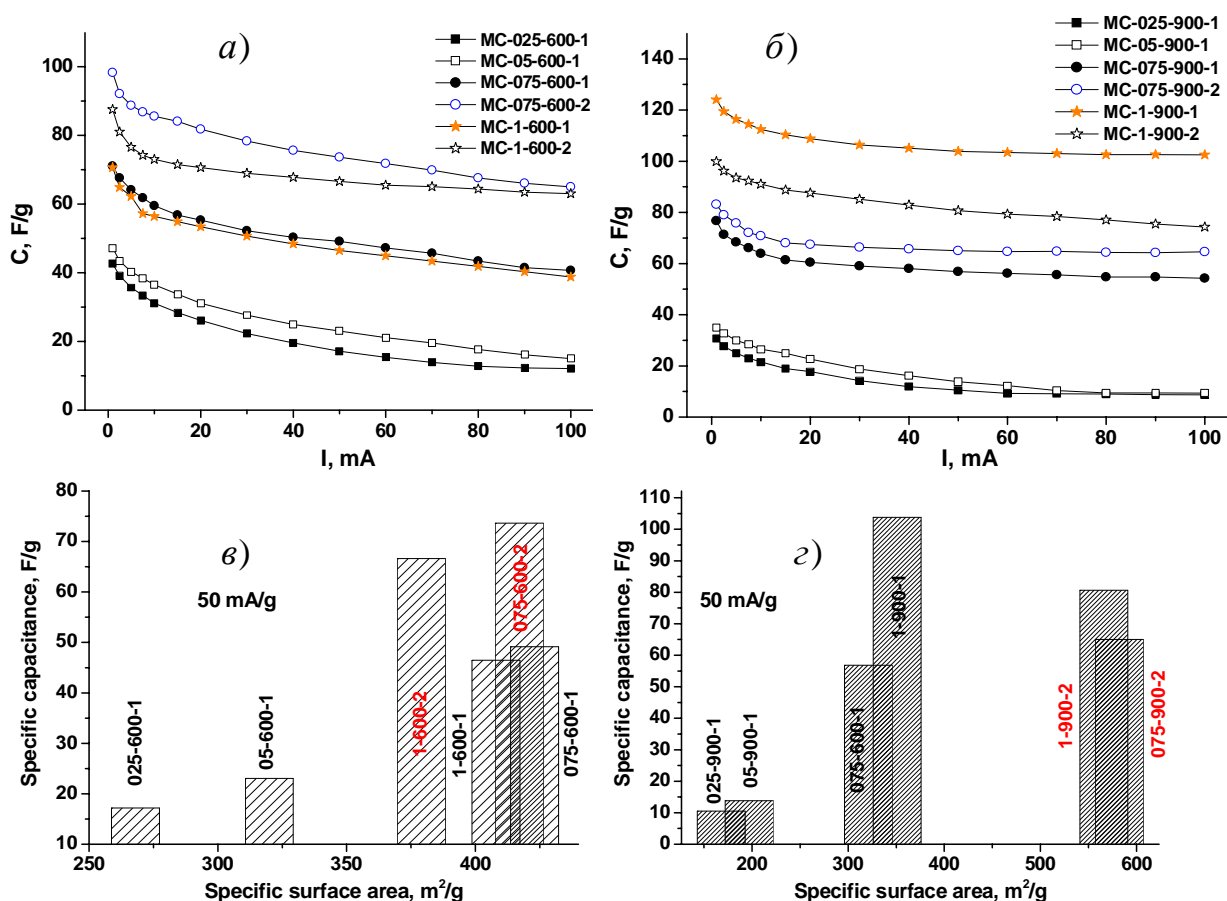 а)
MC-025-600-1
MC-05-600-1
MC-075-600-1
MC-075-600-2
MC-1-600-1
MC-1-600-2
C, F/g
100
80
60
40
20
0
0 20 40 60 80 100
I, mA
б)
MC-025-900-1
MC-05-900-1
MC-075-900-1
MC-075-900-2
MC-1-900-1
MC-1-900-2
C, F/g
140
120
100
80
60
40
20
0
0 20 40 60 80 100
I, mA
в)
50 mA/g
Specific capacitance, F/g
80
70
60
50
40
30
20
10
025-600-1
05-600-1
1-600-2
1-600-1
075-600-2
075-600-1
250 300 350 400
Specific surface area, m²/g
г)
50 mA/g
Specific capacitance, F/g
110
100
90
80
70
60
50
40
30
20
10
0
025-900-1
05-900-1
075-600-1
1-900-1
1-900-2
075-900-2
200 300 400 500 600
Specific surface area, m²/g